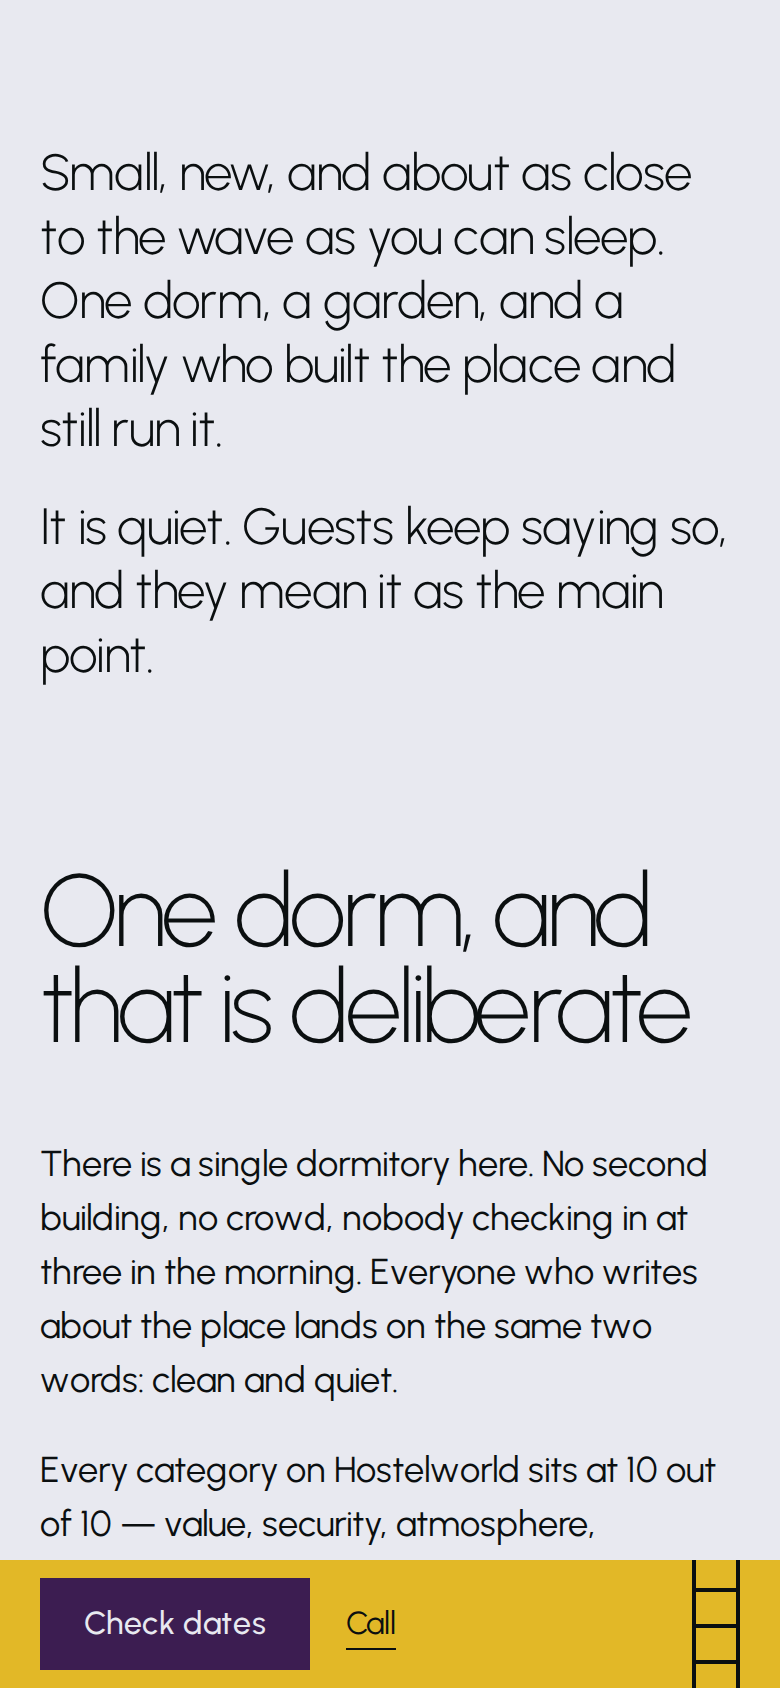 Small, new, and about as close
to the wave as you can sleep.
One dorm, a garden, and a
family who built the place and
still run it.
It is quiet. Guests keep saying so,
and they mean it as the main
point.
One dorm, and
that is deliberate
There is a single dormitory here. No second
building, no crowd, nobody checking in at
three in the morning. Everyone who writes
about the place lands on the same two
words: clean and quiet.
Every category on Hostelworld sits at 10 out
of 10 — value, security, atmosphere,
Check dates
Call